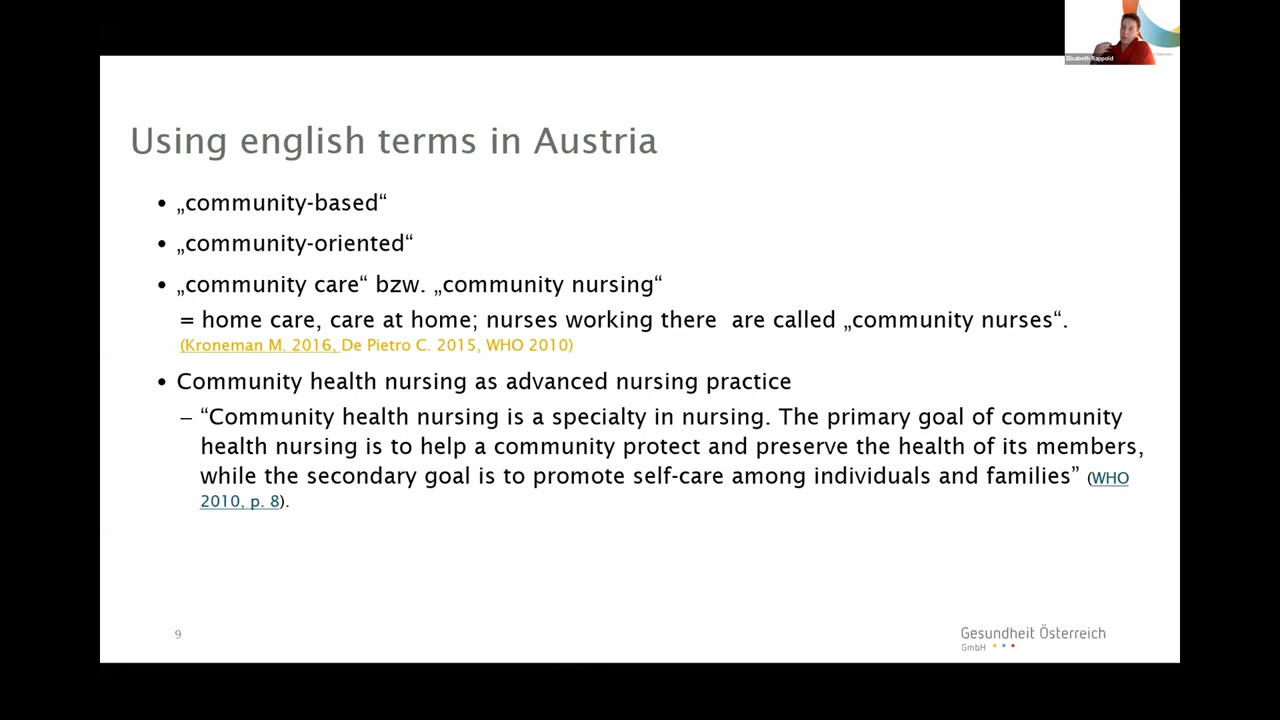 Elisabeth Rappold
Using english terms in Austria
• „community-based“
• „community-oriented“
• „community care“ bzw. „community nursing“
= home care, care at home; nurses working there  are called „community nurses“.
(Kroneman M. 2016, De Pietro C. 2015, WHO 2010)
• Community health nursing as advanced nursing practice
– “Community health nursing is a specialty in nursing. The primary goal of community
health nursing is to help a community protect and preserve the health of its members,
while the secondary goal is to promote self-care among individuals and families” (WHO
2010, p. 8).
9
Gesundheit Österreich
GmbH